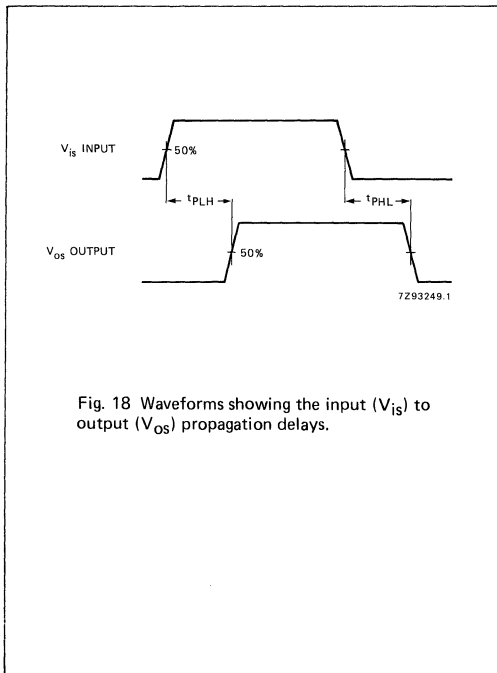 V_is INPUT
50%
t_PLH
t_PHL
V_os OUTPUT
50%
7Z93249.1
Fig. 18 Waveforms showing the input (V_is) to
output (V_os) propagation delays.